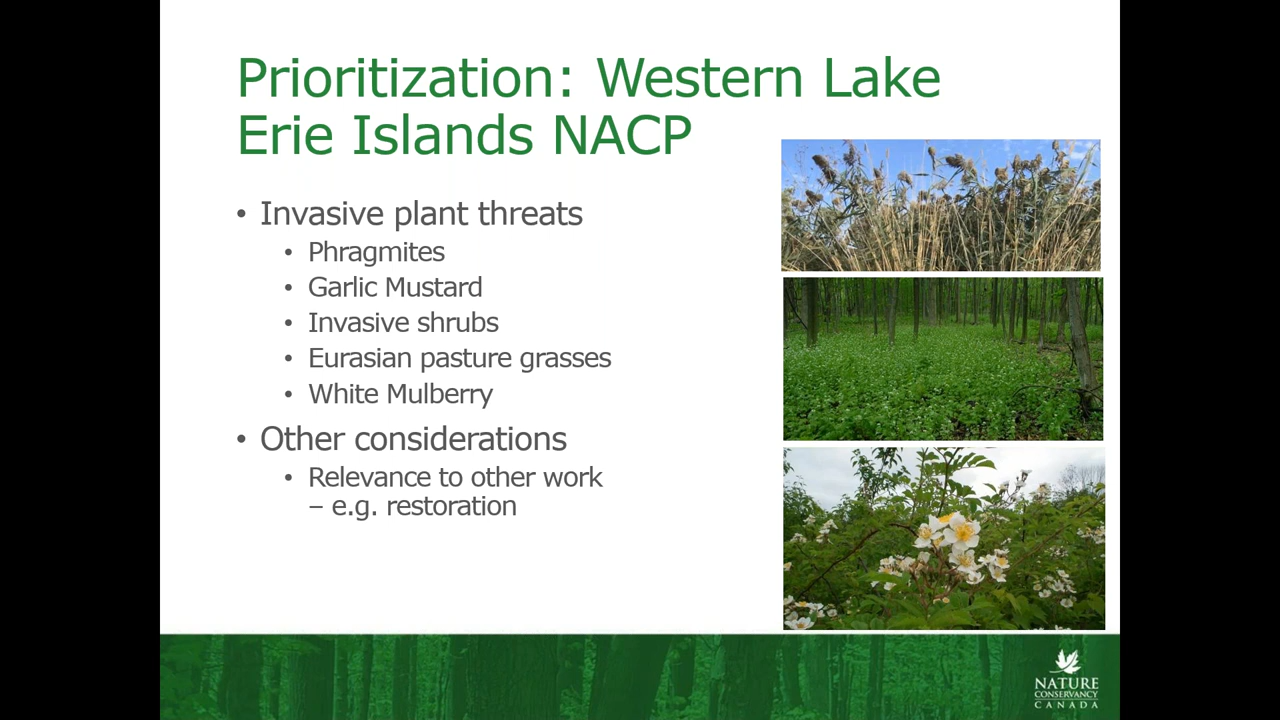 Prioritization: Western Lake
Erie Islands NACP
• Invasive plant threats
• Phragmites
• Garlic Mustard
• Invasive shrubs
• Eurasian pasture grasses
• White Mulberry
• Other considerations
• Relevance to other work
– e.g. restoration
NATURE
CONSERVANCY
CANADA